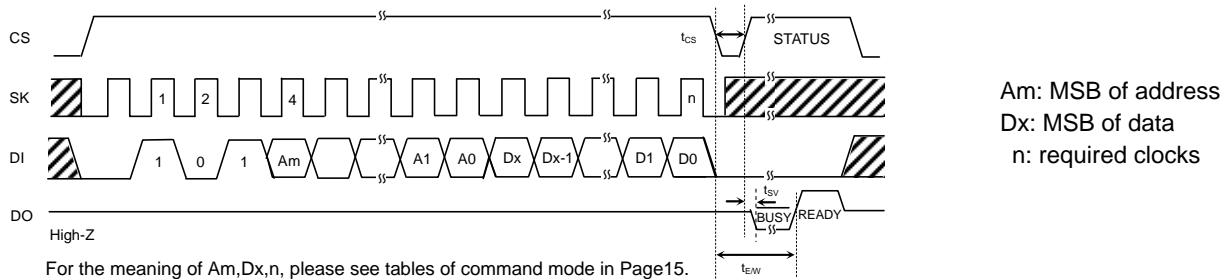 CS
tCS
STATUS
SK
1
2
4
n
DI
1
0
1
Am
A1
A0
Dx
Dx-1
D1
D0
tSV
DO
High-Z
BUSY
READY
tE/W
For the meaning of Am,Dx,n, please see tables of command mode in Page15.
Am: MSB of address
Dx: MSB of data
n: required clocks